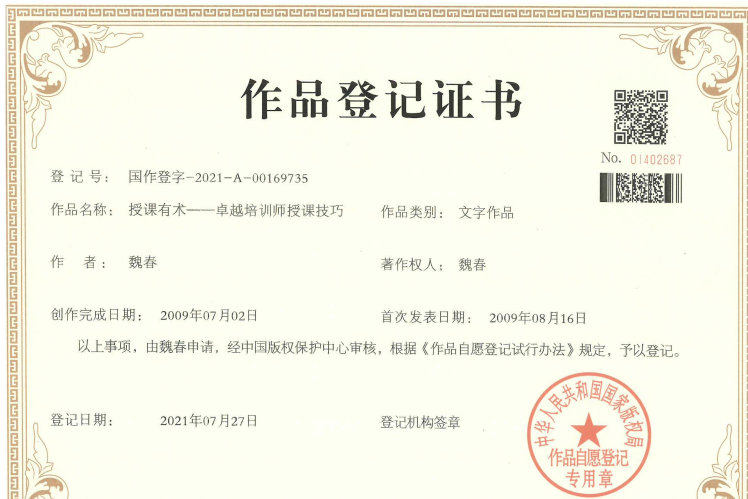 作品登记证书
No. 01402687
登 记 号： 国作登字-2021-A-00169735
作品名称： 授课有术——卓越培训师授课技巧
作品类别： 文字作品
作 者： 魏春
著作权人： 魏春
创作完成日期： 2009年07月02日
首次发表日期： 2009年08月16日
以上事项，由魏春申请，经中国版权保护中心审核，根据《作品自愿登记试行办法》规定，予以登记。
登记日期： 2021年07月27日
登记机构签章
中华人民共和国国家版权局
作品自愿登记
专用章